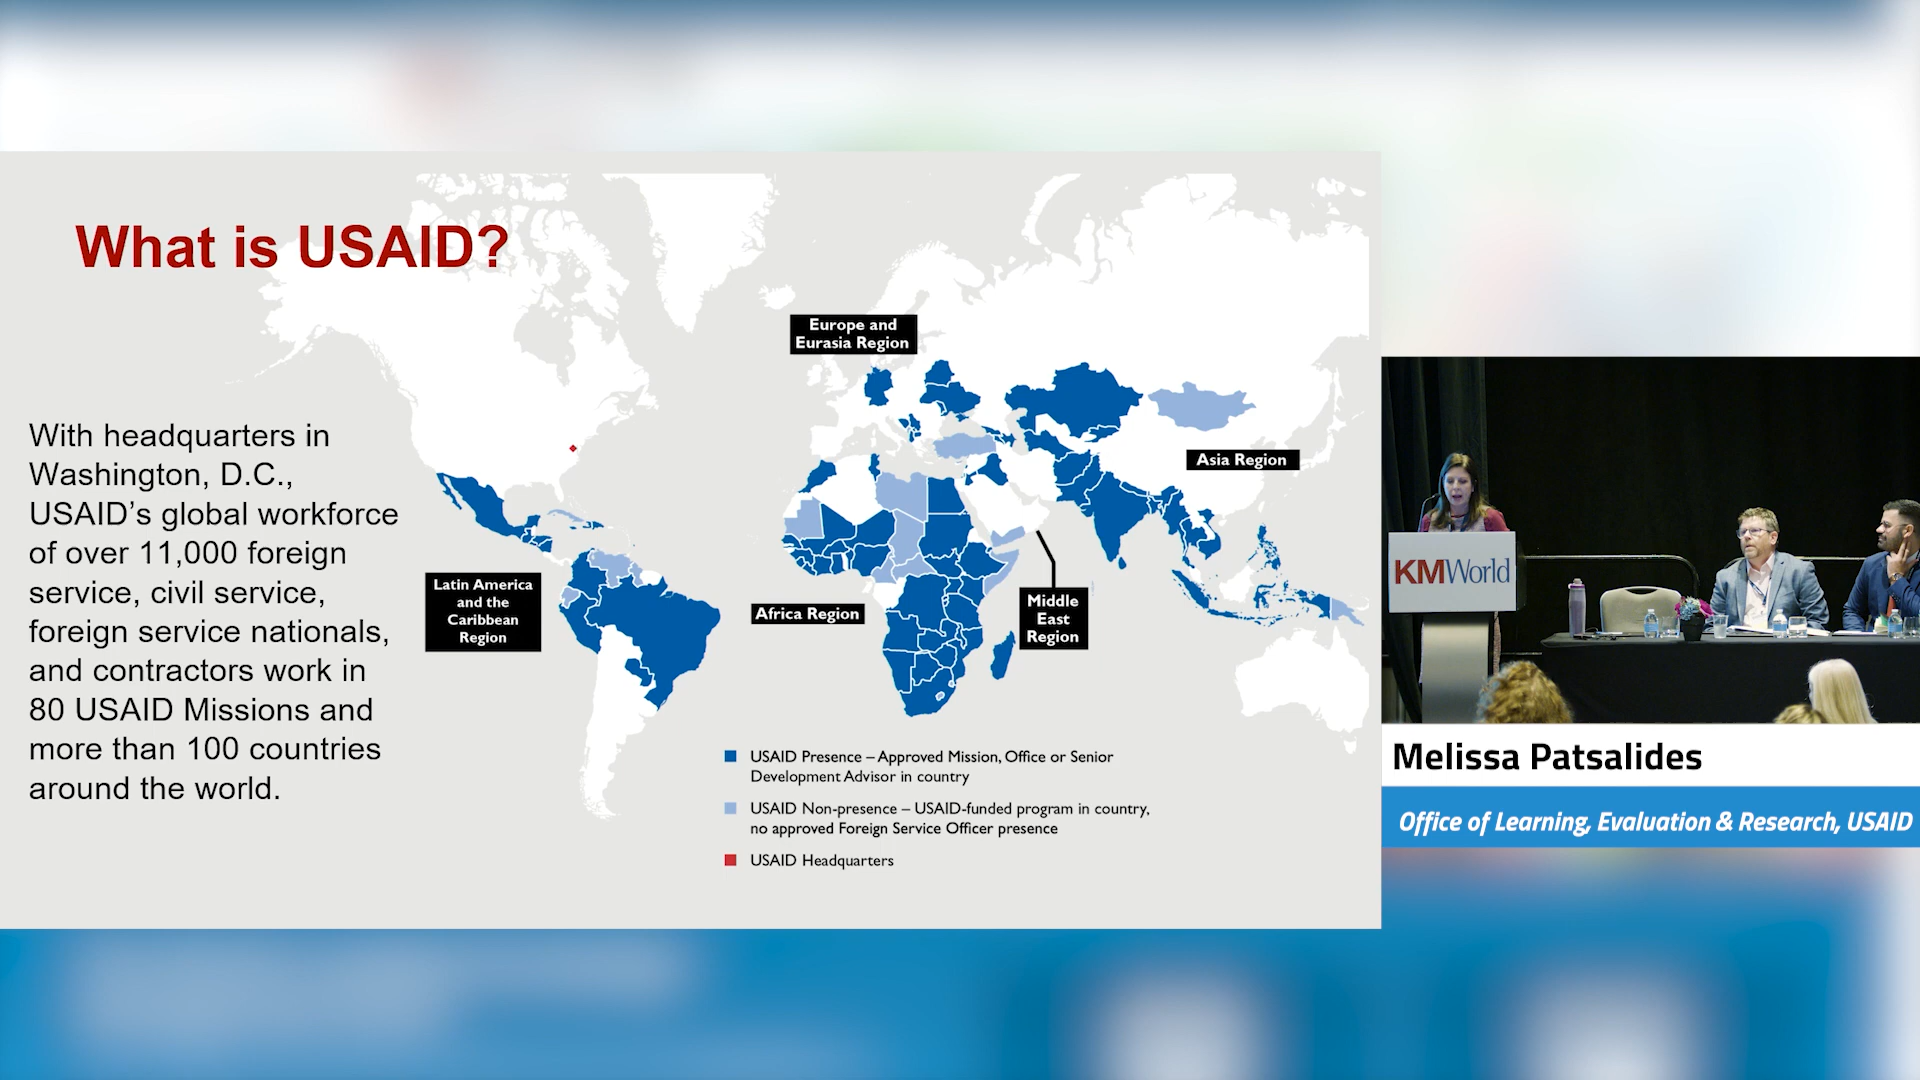 What is USAID?
With headquarters in
Washington, D.C.,
USAID’s global workforce
of over 11,000 foreign
service, civil service,
foreign service nationals,
and contractors work in
80 USAID Missions and
more than 100 countries
around the world.
Europe and
Eurasia Region
Asia Region
Latin America
and the
Caribbean
Region
Africa Region
Middle
East
Region
USAID Presence – Approved Mission, Office or Senior
Development Advisor in country
USAID Non-presence – USAID-funded program in country,
no approved Foreign Service Officer presence
USAID Headquarters
KMWorld
Melissa Patsalides
Office of Learning, Evaluation & Research, USAID